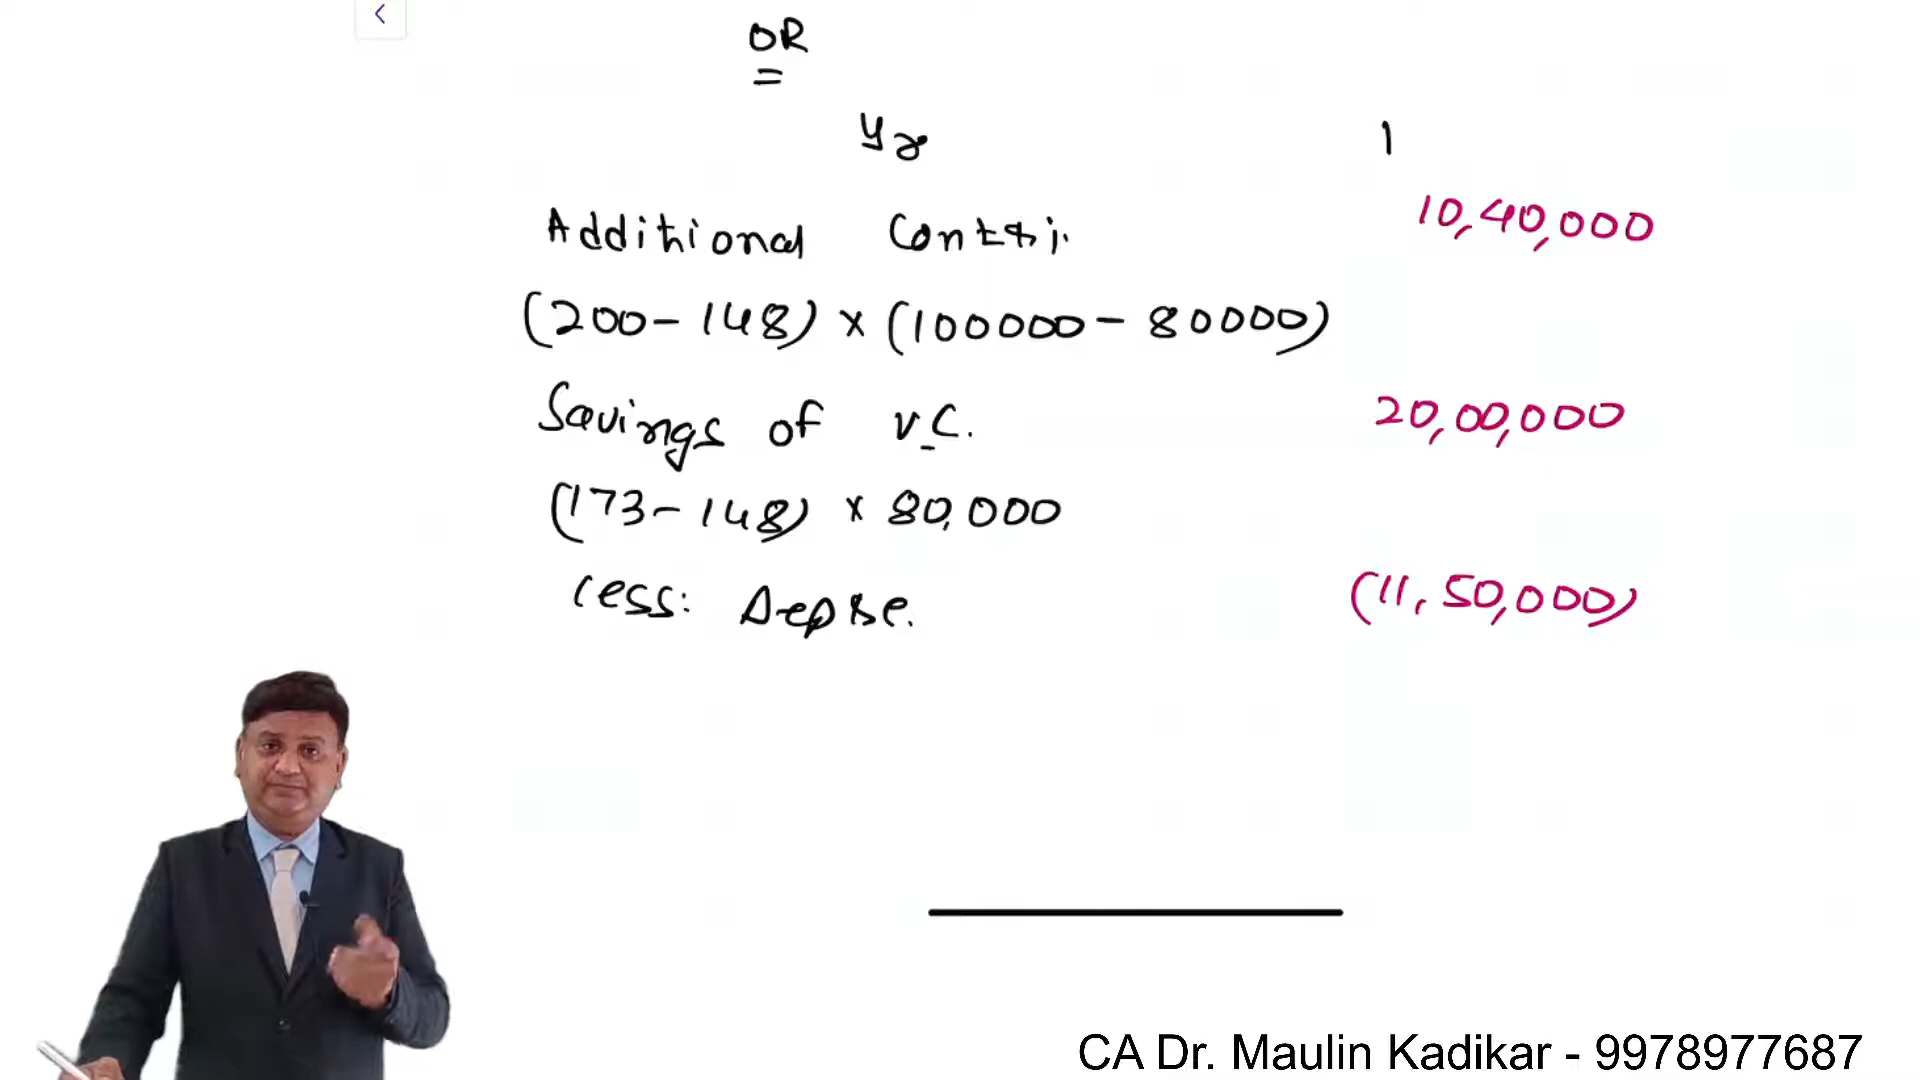 OR
=
Yr 1
Additional Contri. 10,40,000
(200-148) × (100000-80000)
Savings of v.C. 20,00,000
(173-148) × 80,000
Less: Depre. (11,50,000)
CA Dr. Maulin Kadikar - 9978977687